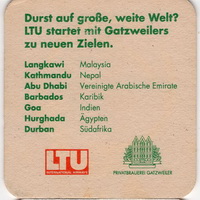 Durst auf große, weite Welt?
LTU startet mit Gatzweilers
zu neuen Zielen.
Langkawi Malaysia
Kathmandu Nepal
Abu Dhabi Vereinigte Arabische Emirate
Barbados Karibik
Goa Indien
Hurghada Ägypten
Durban Südafrika
LTU
INTERNATIONAL AIRWAYS
PRIVATBRAUEREI GATZWEILER